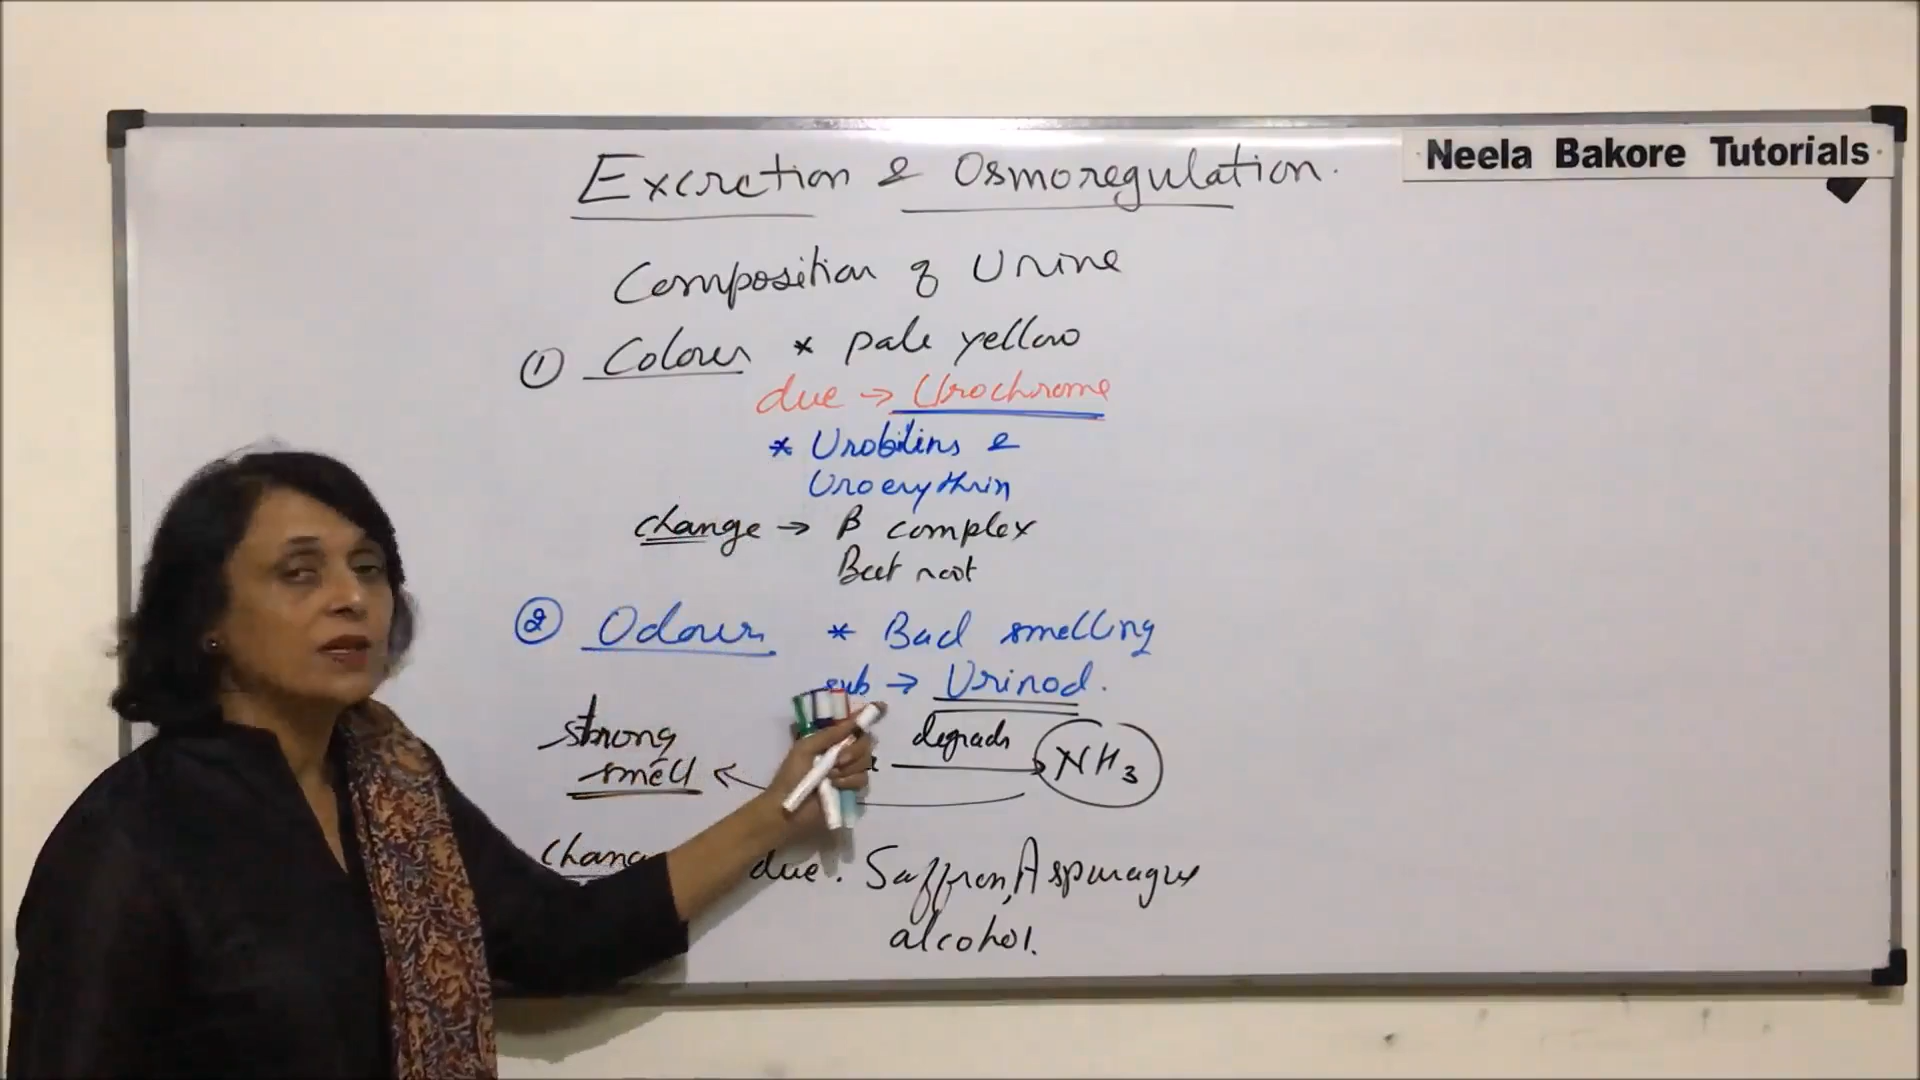 Neela Bakore Tutorials
Excretion & Osmoregulation.
Composition of Urine
① Colour * pale yellow
due → Urochrome
* Urobilins &
Uroerythrin
change → B complex
Beet root
② Odour * Bad smelling
sub → Urinod.
strong
smell ←
degrads → NH3
due. Saffron, Asparagus
alcohol.